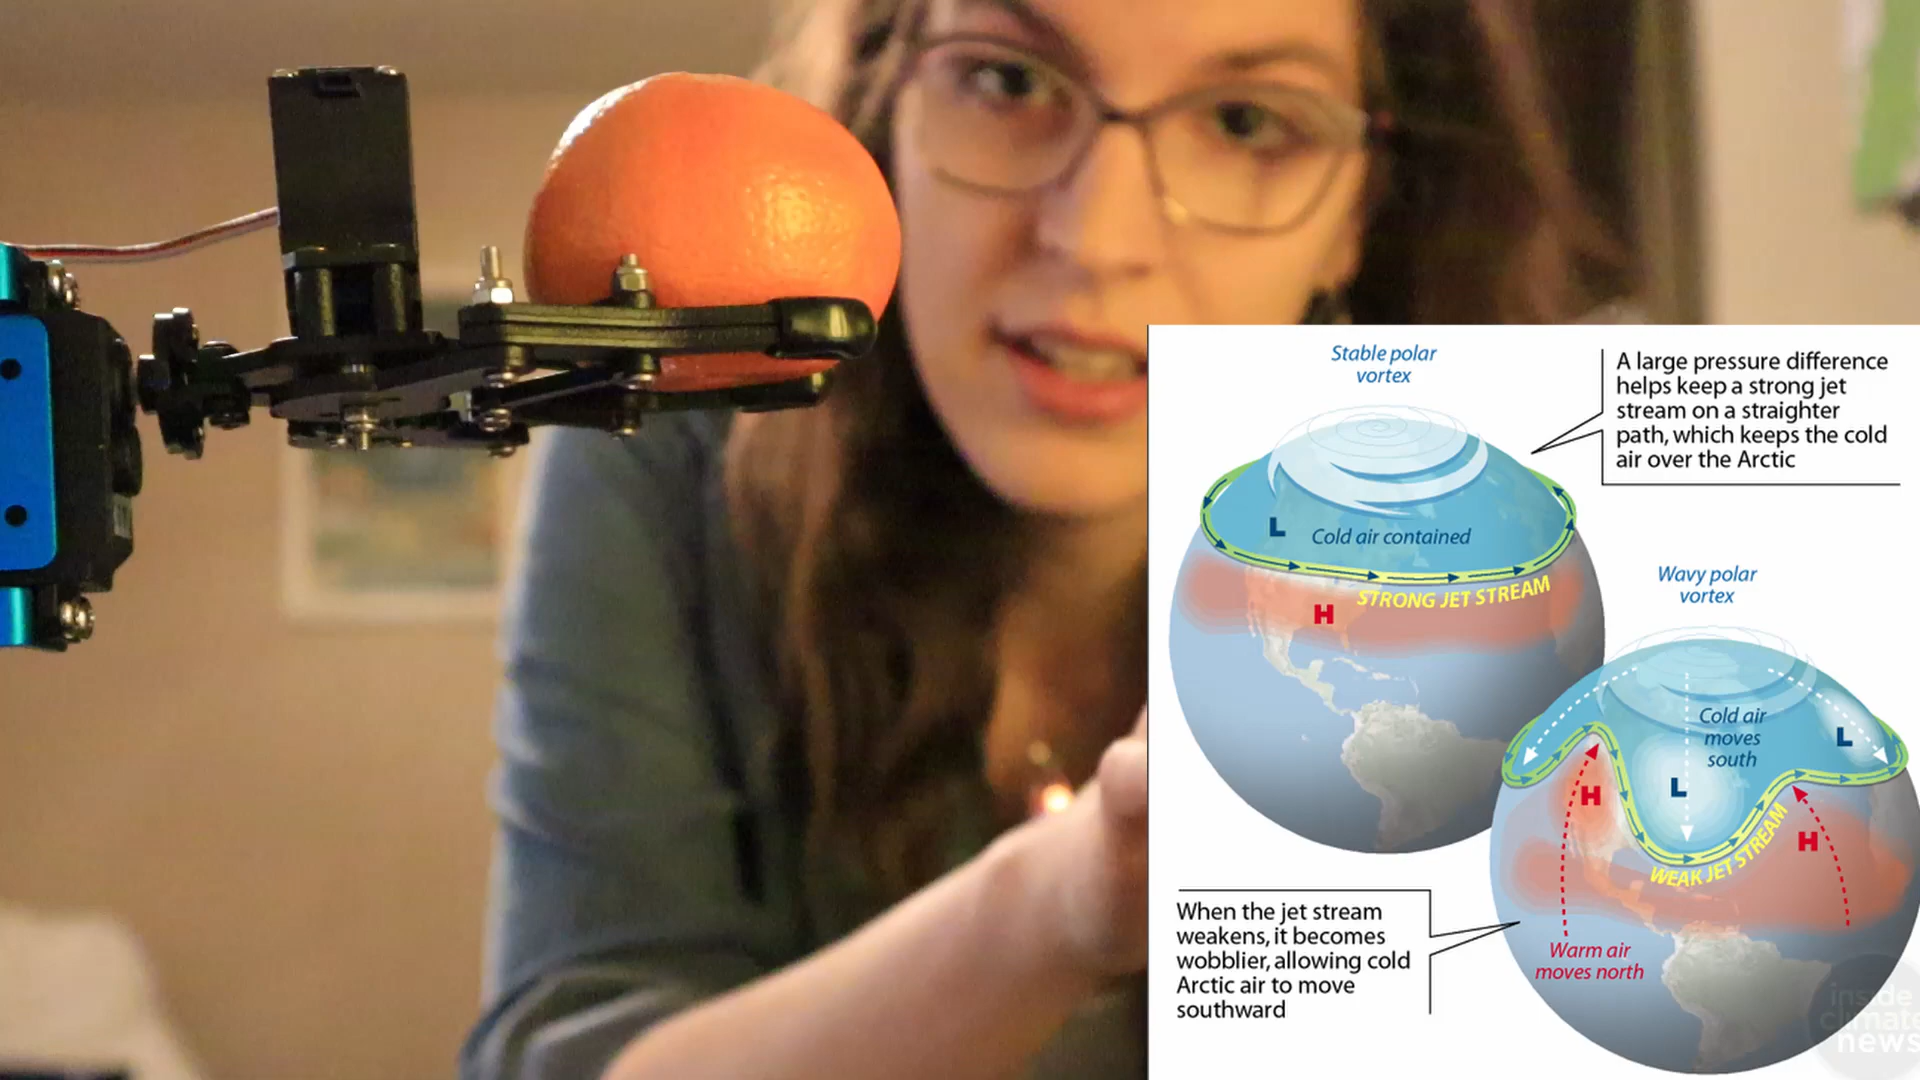 Stable polar
vortex
A large pressure difference
helps keep a strong jet
stream on a straighter
path, which keeps the cold
air over the Arctic
L
Cold air contained
STRONG JET STREAM
H
Wavy polar
vortex
Cold air
moves
south
L
L
H
H
WEAK JET STREAM
Warm air
moves north
When the jet stream
weakens, it becomes
wobblier, allowing cold
Arctic air to move
southward
inside
climate
news